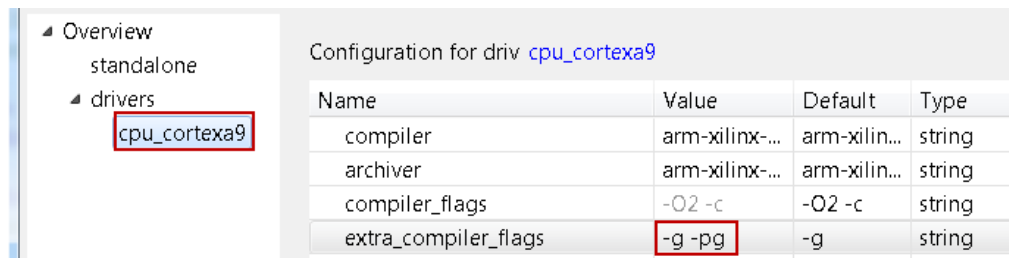 Overview
standalone
drivers
cpu_cortexa9
Configuration for driv cpu_cortexa9
Name Value Default Type
compiler arm-xilinx-... arm-xilin... string
archiver arm-xilinx-... arm-xilin... string
compiler_flags -O2 -c -O2 -c string
extra_compiler_flags -g -pg -g string